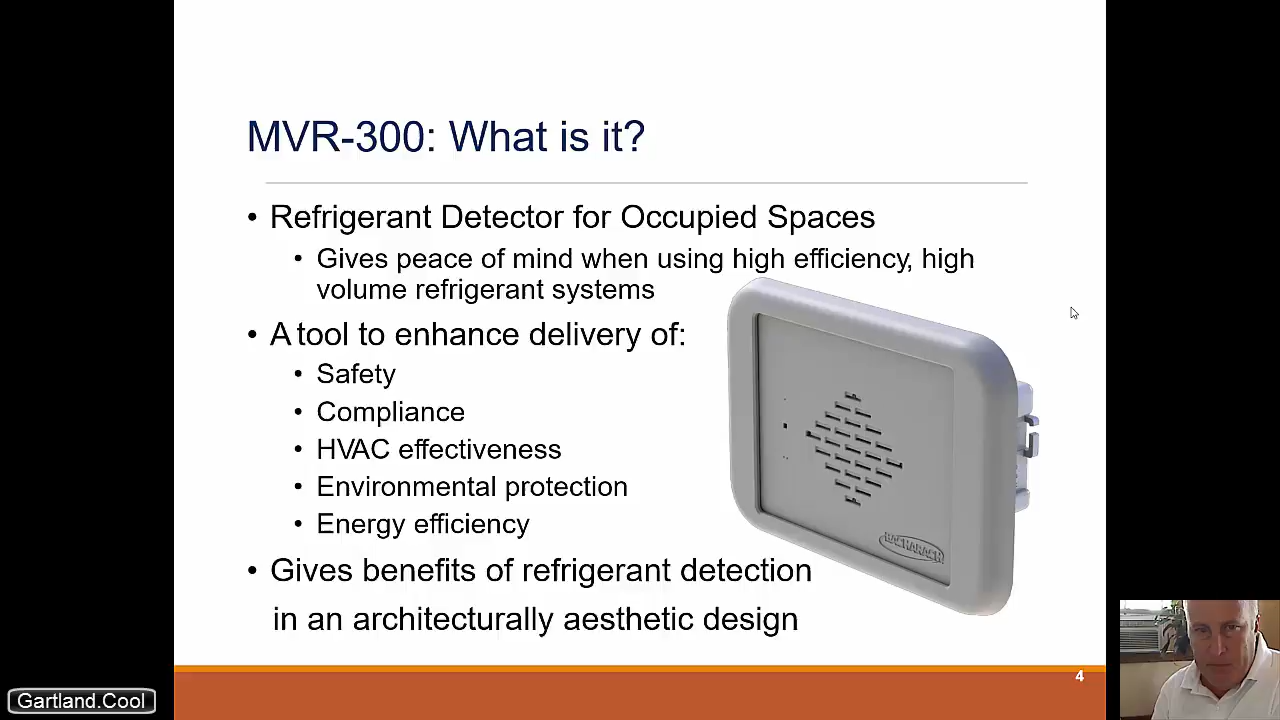 MVR-300: What is it?
• Refrigerant Detector for Occupied Spaces
• Gives peace of mind when using high efficiency, high
volume refrigerant systems
• A tool to enhance delivery of:
• Safety
• Compliance
• HVAC effectiveness
• Environmental protection
• Energy efficiency
BACHARACH
• Gives benefits of refrigerant detection
in an architecturally aesthetic design
4
Gartland.Cool